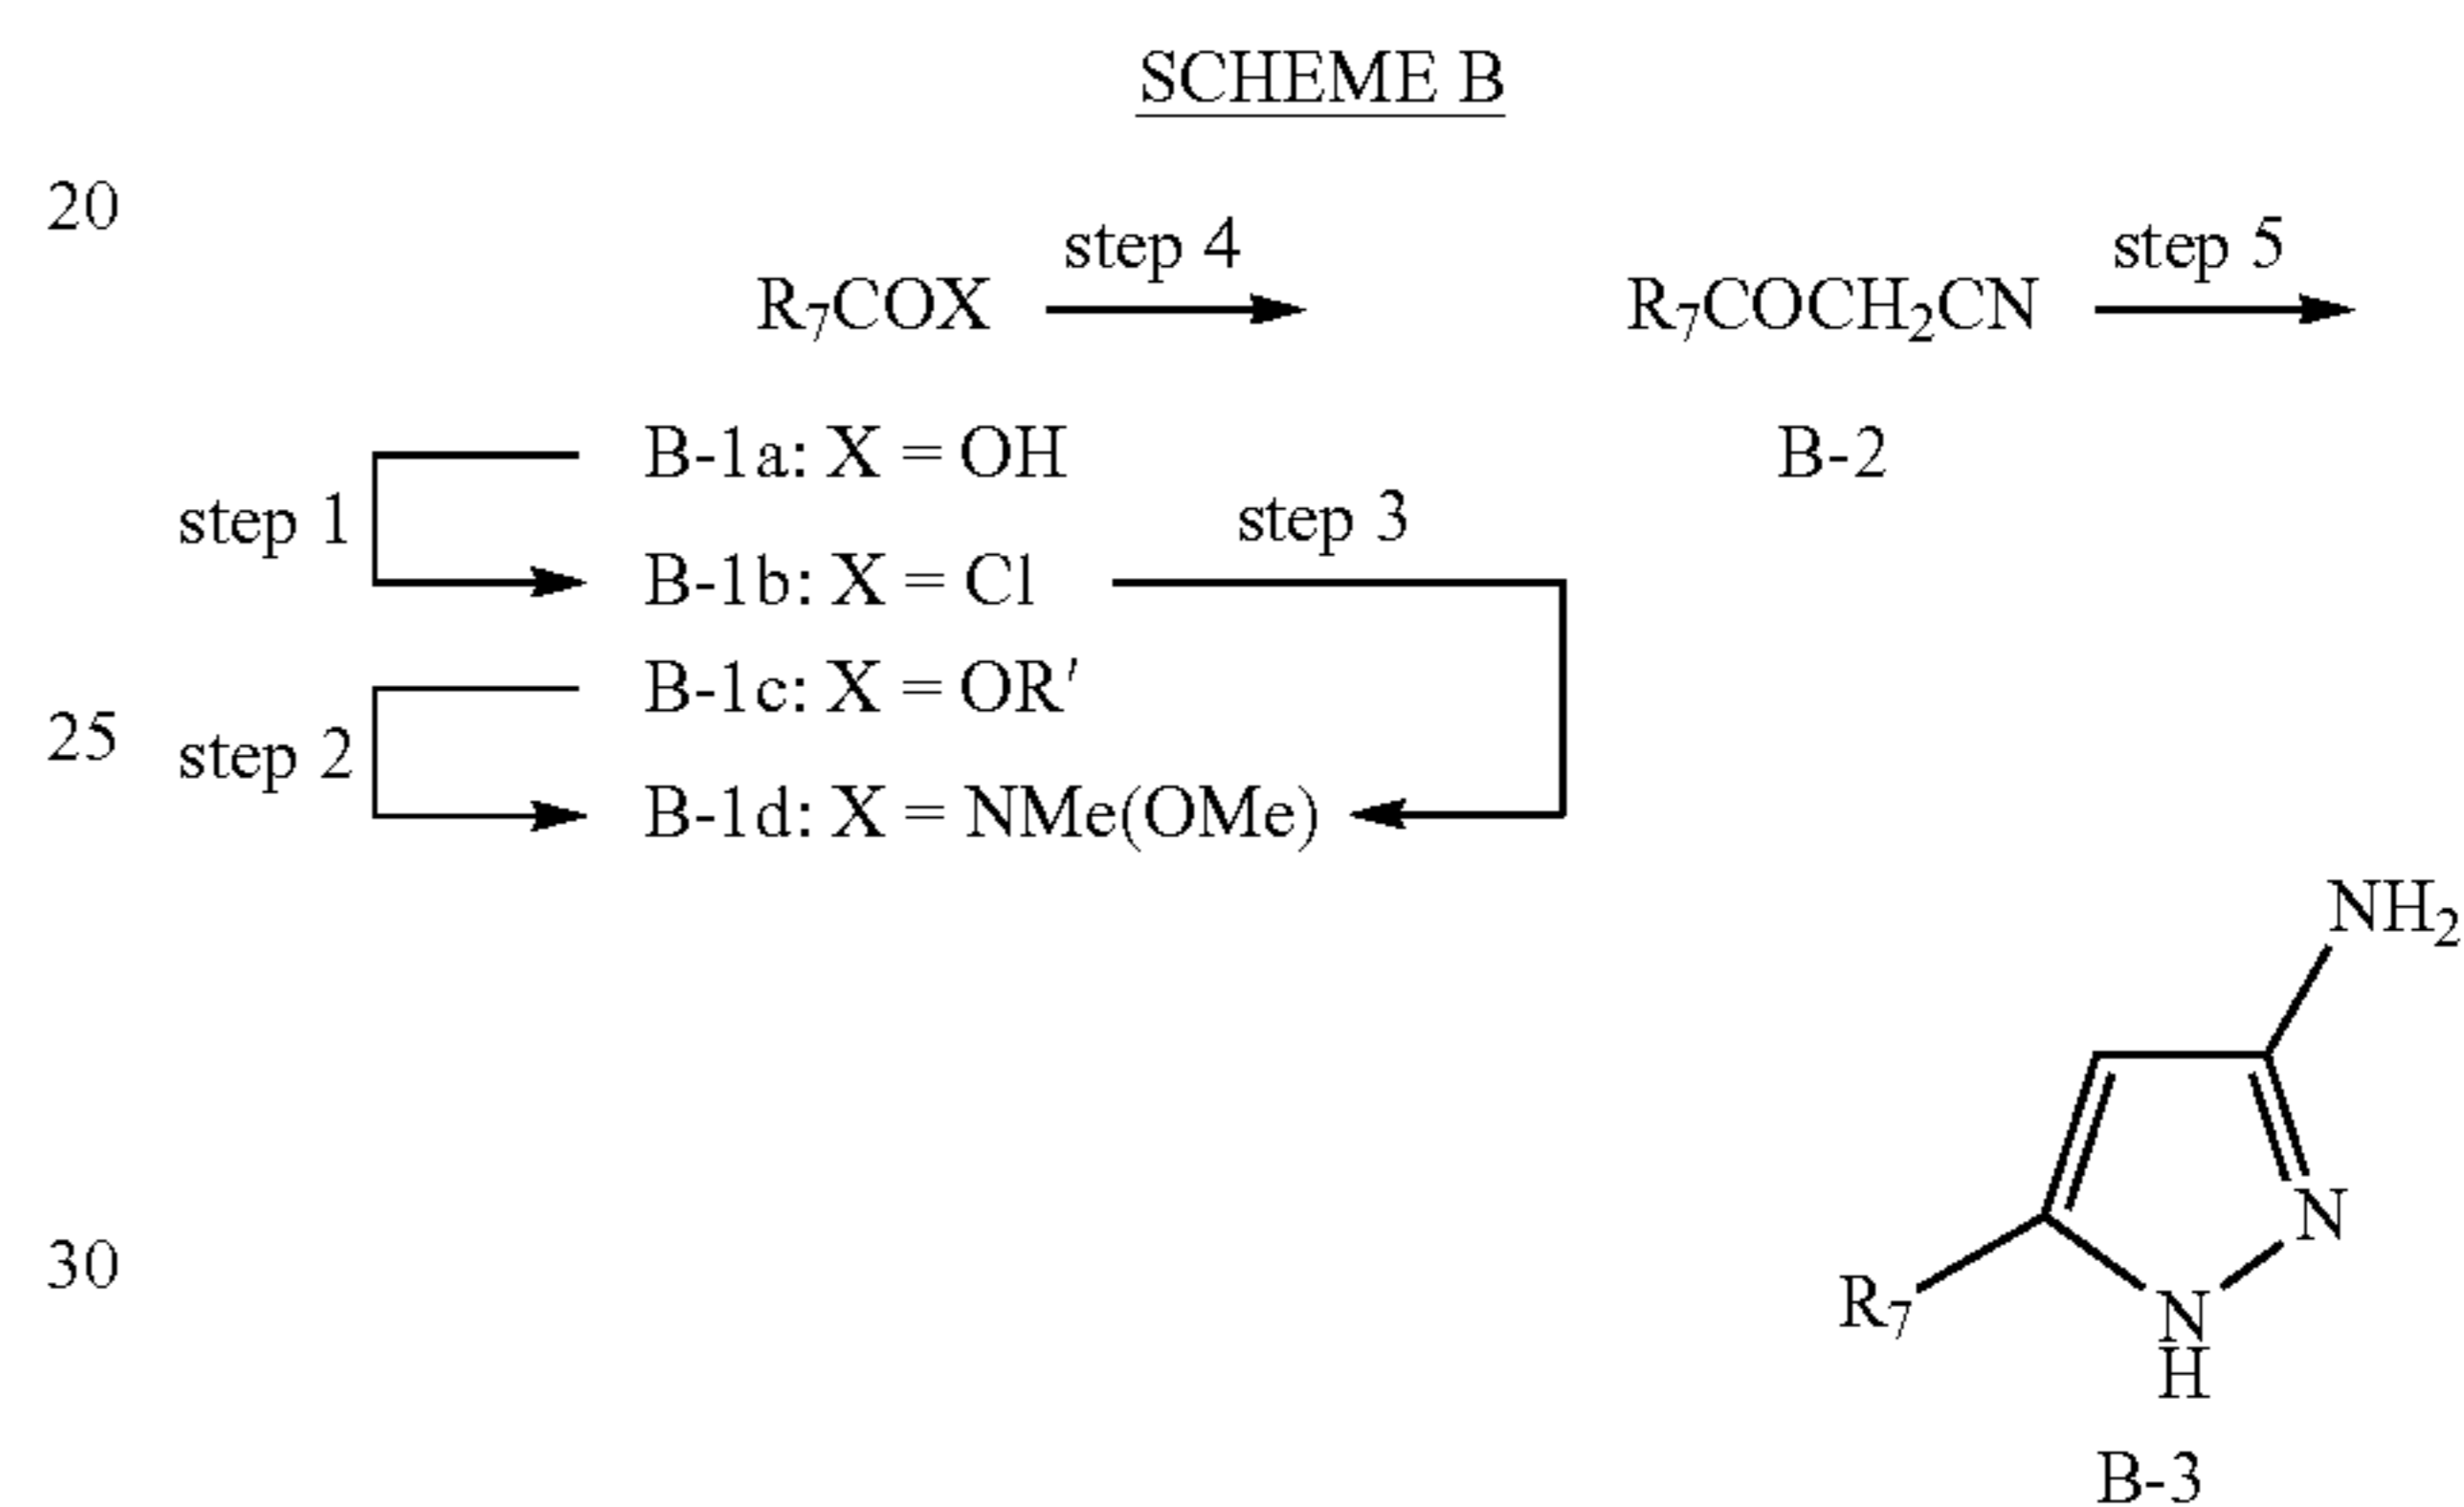 SCHEME B
20
step 4
step 5
R₇COX
R₇COCH₂CN
B-1a: X = OH
B-2
step 1
step 3
B-1b: X = Cl
B-1c: X = OR′
25
step 2
B-1d: X = NMe(OMe)
NH₂
N
30
R₇
N
H
B-3